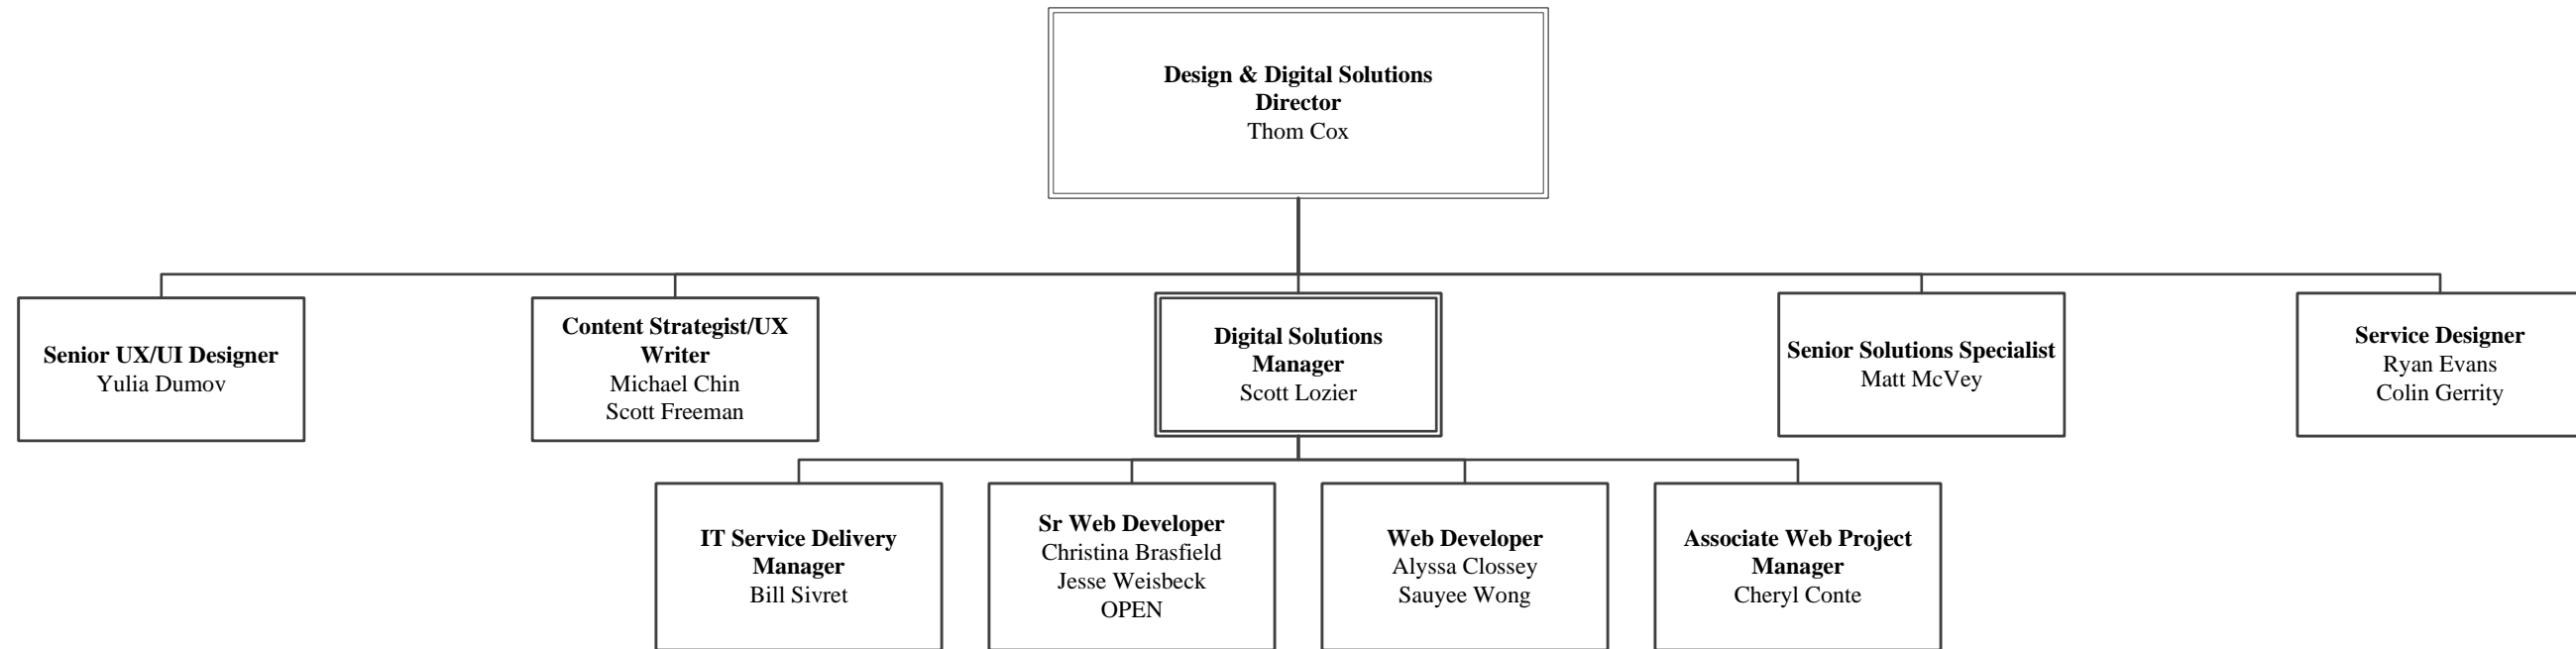 Design & Digital Solutions
Director
Thom Cox
Senior UX/UI Designer
Yulia Dumov
Content Strategist/UX
Writer
Michael Chin
Scott Freeman
Digital Solutions
Manager
Scott Lozier
Senior Solutions Specialist
Matt McVey
Service Designer
Ryan Evans
Colin Gerrity
IT Service Delivery
Manager
Bill Sivret
Sr Web Developer
Christina Brasfield
Jesse Weisbeck
OPEN
Web Developer
Alyssa Clossey
Sauyee Wong
Associate Web Project
Manager
Cheryl Conte